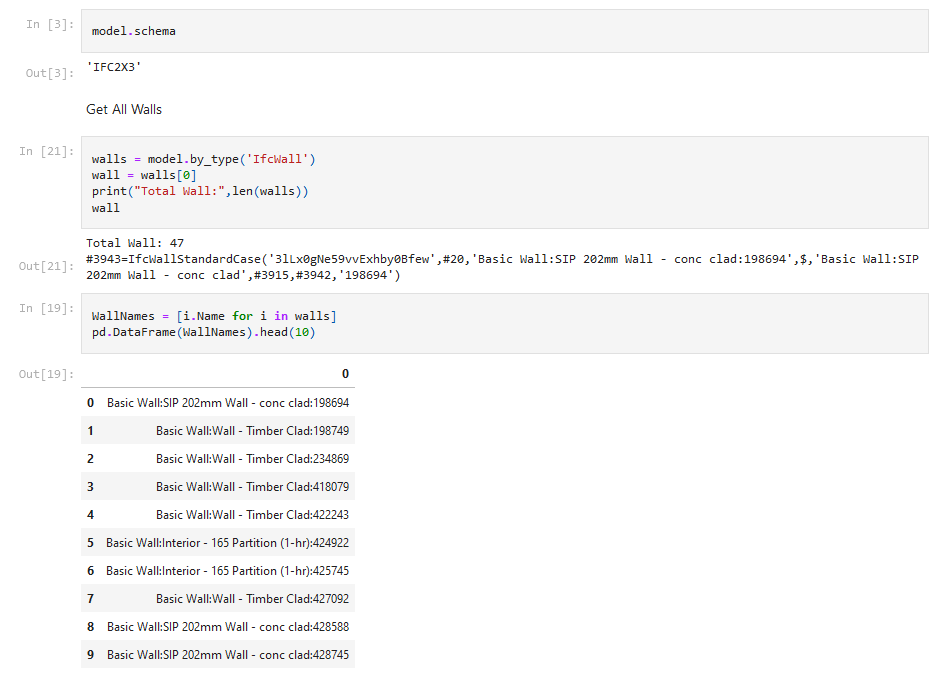 In [3]:
model.schema
Out[3]:
'IFC2X3'
Get All Walls
In [21]:
walls = model.by_type('IfcWall')
wall = walls[0]
print("Total Wall:",len(walls))
wall
Total Wall: 47
Out[21]:
#3943=IfcWallStandardCase('3lLx0gNe59vvExhby0Bfew',#20,'Basic Wall:SIP 202mm Wall - conc clad:198694',$,'Basic Wall:SIP
202mm Wall - conc clad',#3915,#3942,'198694')
In [19]:
WallNames = [i.Name for i in walls]
pd.DataFrame(WallNames).head(10)
Out[19]:
0
0 Basic Wall:SIP 202mm Wall - conc clad:198694
1 Basic Wall:Wall - Timber Clad:198749
2 Basic Wall:Wall - Timber Clad:234869
3 Basic Wall:Wall - Timber Clad:418079
4 Basic Wall:Wall - Timber Clad:422243
5 Basic Wall:Interior - 165 Partition (1-hr):424922
6 Basic Wall:Interior - 165 Partition (1-hr):425745
7 Basic Wall:Wall - Timber Clad:427092
8 Basic Wall:SIP 202mm Wall - conc clad:428588
9 Basic Wall:SIP 202mm Wall - conc clad:428745